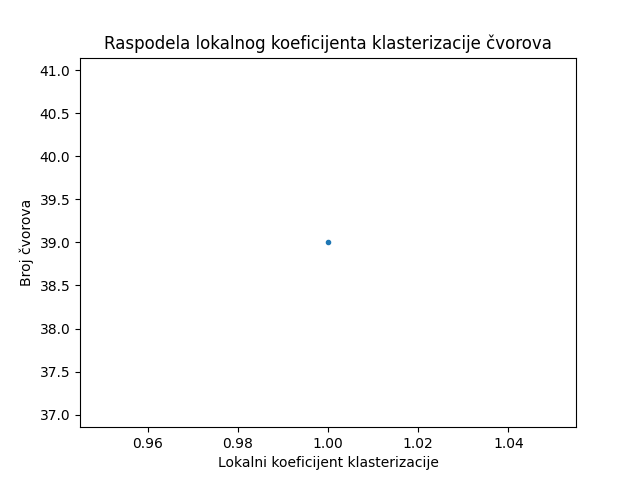 Raspodela lokalnog koeficijenta klasterizacije čvorova
41.0
40.5
40.0
39.5
39.0
38.5
38.0
37.5
37.0
Broj čvorova
0.96 0.98 1.00 1.02 1.04
Lokalni koeficijent klasterizacije